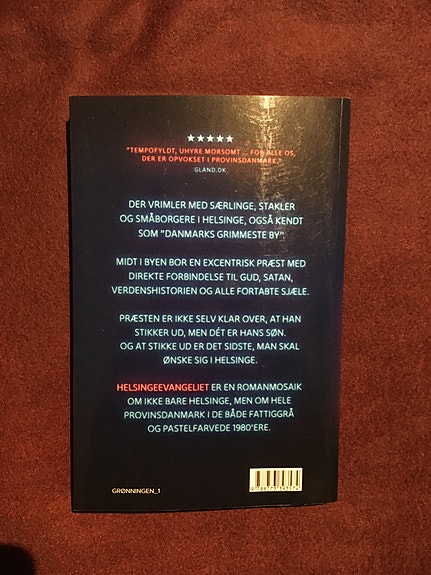 ★★★★★
"TEMPOFYLDT, UHYRE MORSOMT ... FOR ALLE OS,
DER ER OPVOKSET I PROVINSDANMARK."
GLAND.DK
DER VRIMLER MED SÆRLINGE, STAKLER
OG SMÅBORGERE I HELSINGE, OGSÅ KENDT
SOM "DANMARKS GRIMMESTE BY".
MIDT I BYEN BOR EN EXCENTRISK PRÆST MED
DIREKTE FORBINDELSE TIL GUD, SATAN,
VERDENSHISTORIEN OG ALLE FORTABTE SJÆLE.
PRÆSTEN ER IKKE SELV KLAR OVER, AT HAN
STIKKER UD, MEN DÉT ER HANS SØN.
OG AT STIKKE UD ER DET SIDSTE, MAN SKAL
ØNSKE SIG I HELSINGE.
HELSINGEEVANGELIET ER EN ROMANMOSAIK
OM IKKE BARE HELSINGE, MEN OM HELE
PROVINSDANMARK I DE BÅDE FATTIGGRÅ
OG PASTELFARVEDE 1980'ERE.
GRØNNINGEN_1